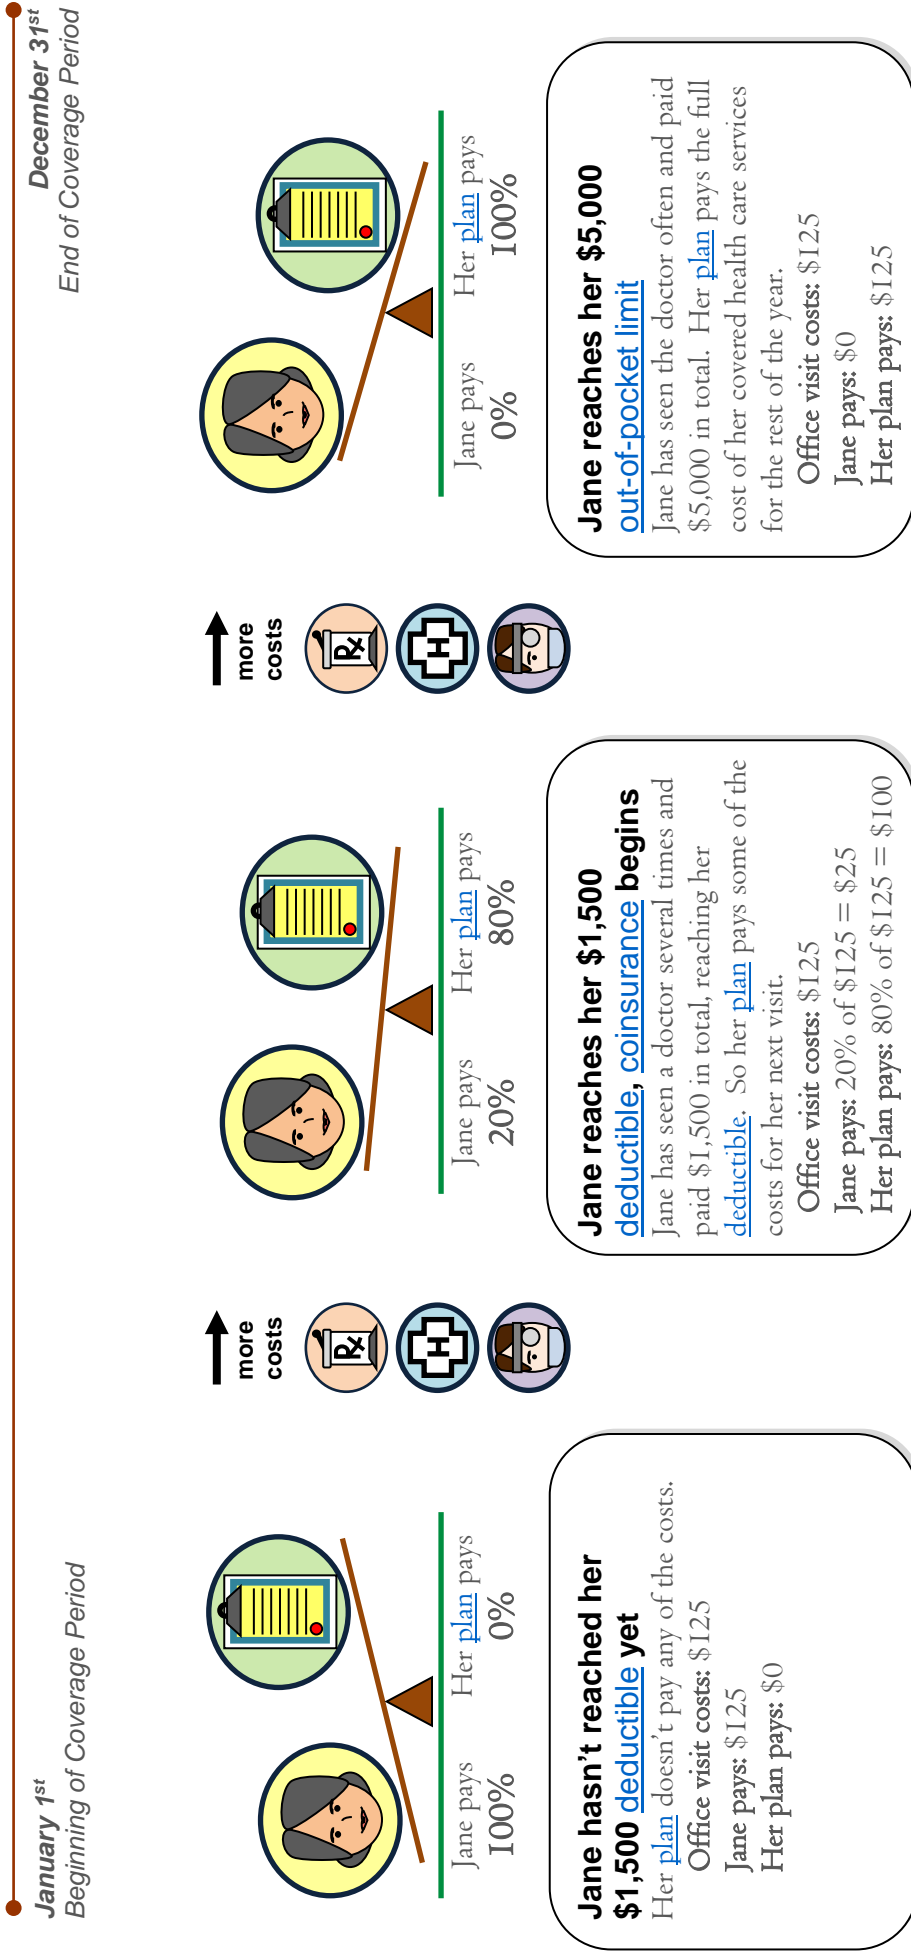 January 1st
Beginning of Coverage Period
December 31st
End of Coverage Period
Jane pays
100%
Her plan pays
0%
Jane hasn’t reached her
$1,500 deductible yet
Her plan doesn’t pay any of the costs.
Office visit costs: $125
Jane pays: $125
Her plan pays: $0
more
costs
Rx
H
Jane pays
20%
Her plan pays
80%
Jane reaches her $1,500
deductible, coinsurance begins
Jane has seen a doctor several times and
paid $1,500 in total, reaching her
deductible. So her plan pays some of the
costs for her next visit.
Office visit costs: $125
Jane pays: 20% of $125 = $25
Her plan pays: 80% of $125 = $100
more
costs
Rx
H
Jane pays
0%
Her plan pays
100%
Jane reaches her $5,000
out-of-pocket limit
Jane has seen the doctor often and paid
$5,000 in total. Her plan pays the full
cost of her covered health care services
for the rest of the year.
Office visit costs: $125
Jane pays: $0
Her plan pays: $125